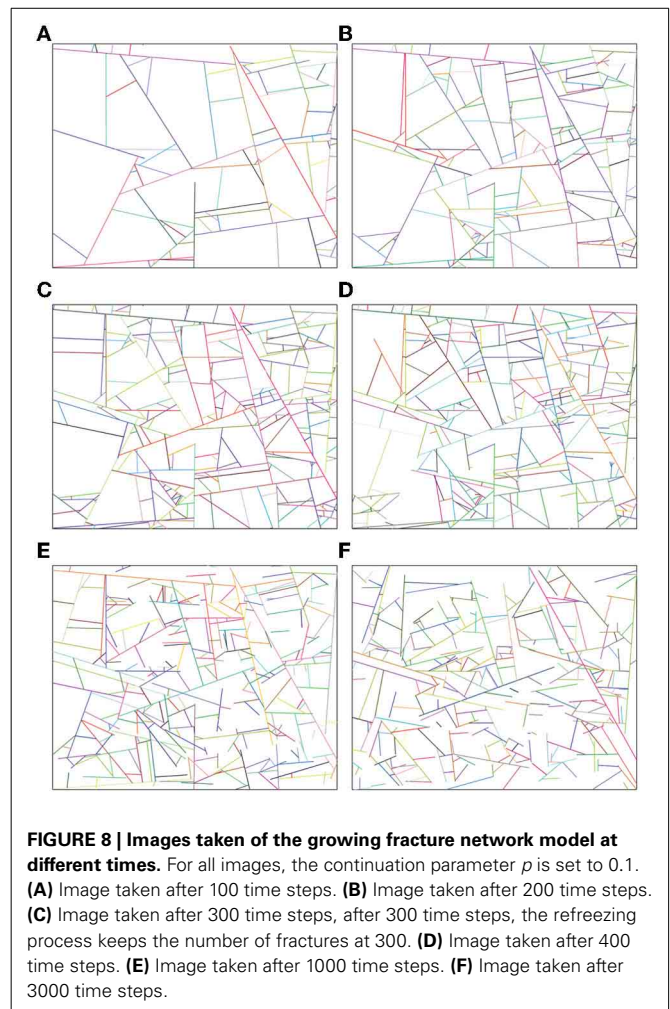 A
B
C
D
E
F
FIGURE 8 | Images taken of the growing fracture network model at
different times. For all images, the continuation parameter p is set to 0.1.
(A) Image taken after 100 time steps. (B) Image taken after 200 time steps.
(C) Image taken after 300 time steps, after 300 time steps, the refreezing
process keeps the number of fractures at 300. (D) Image taken after 400
time steps. (E) Image taken after 1000 time steps. (F) Image taken after
3000 time steps.